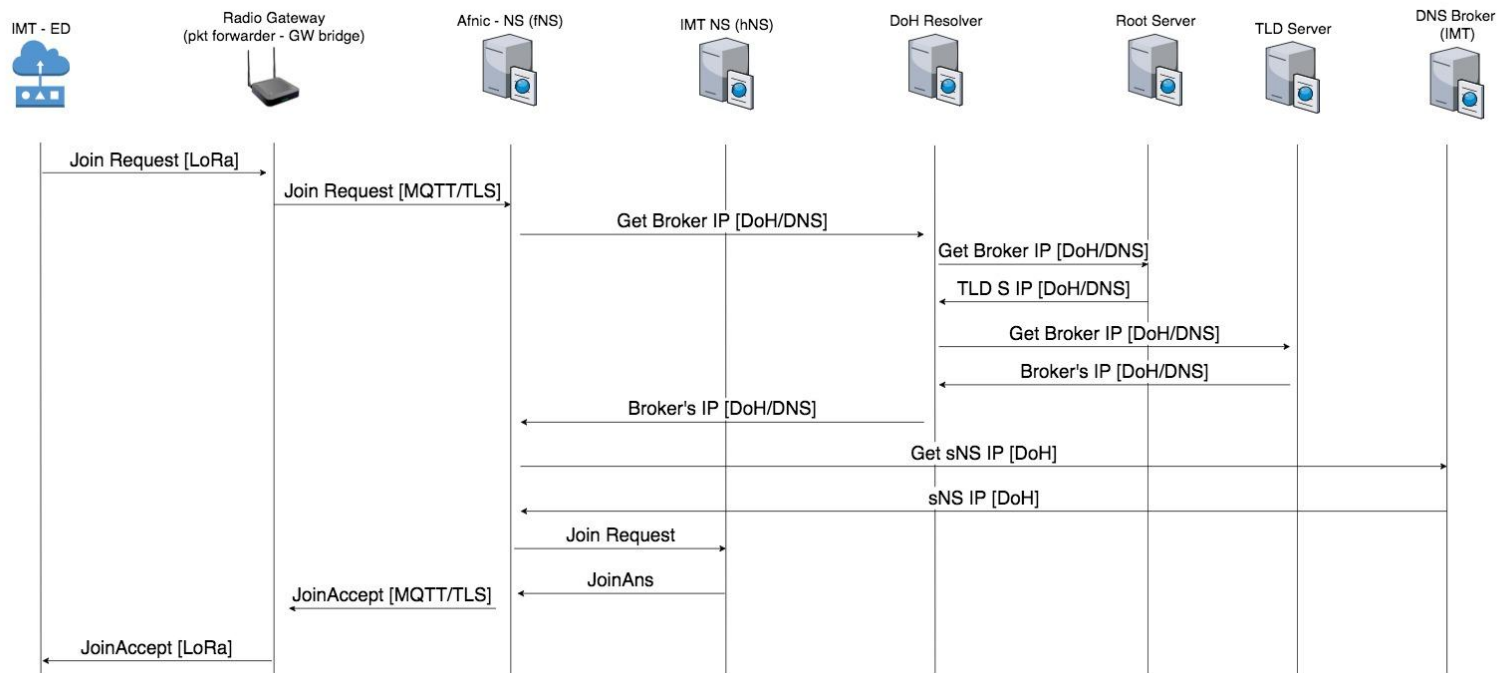 IMT - ED
Radio Gateway
(pkt forwarder - GW bridge)
Afnic - NS (fNS)
IMT NS (hNS)
DoH Resolver
Root Server
TLD Server
DNS Broker
(IMT)
Join Request [LoRa]
Join Request [MQTT/TLS]
Get Broker IP [DoH/DNS]
Get Broker IP [DoH/DNS]
TLD S IP [DoH/DNS]
Get Broker IP [DoH/DNS]
Broker's IP [DoH/DNS]
Broker's IP [DoH/DNS]
Get sNS IP [DoH]
sNS IP [DoH]
Join Request
JoinAns
JoinAccept [MQTT/TLS]
JoinAccept [LoRa]